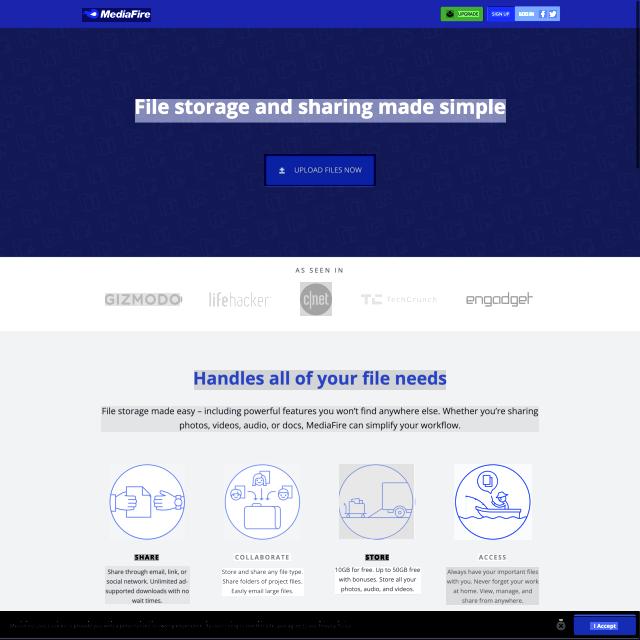 MediaFire
UPGRADE
SIGN UP
LOG IN
File storage and sharing made simple
UPLOAD FILES NOW
AS SEEN IN
GIZMODO
lifehacker
c|net
TC TechCrunch
engadget
Handles all of your file needs
File storage made easy – including powerful features you won't find anywhere else. Whether you're sharing
photos, videos, audio, or docs, MediaFire can simplify your workflow.
SHARE
Share through email, link, or
social network. Unlimited ad-
supported downloads with no
wait times.
COLLABORATE
Store and share any file type.
Share folders of project files.
Easily email large files.
STORE
10GB for free. Up to 50GB free
with bonuses. Store all your
photos, audio, and videos.
ACCESS
Always have your important files
with you. Never forget your work
at home. View, manage, and
share from anywhere.
I Accept